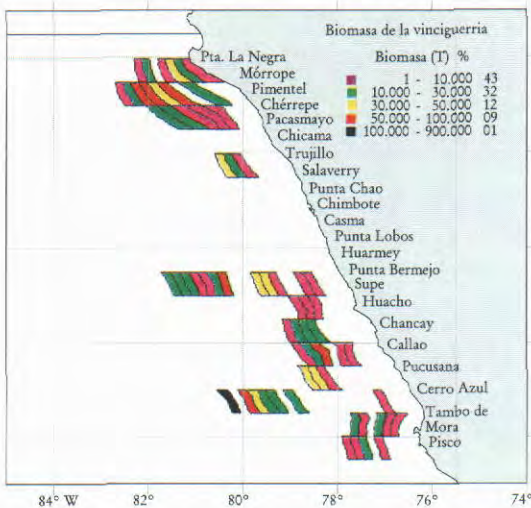 Biomasa de la vinciguerria
Biomasa (T) %
1 - 10.000 43
10.000 - 30.000 32
30.000 - 50.000 12
50.000 - 100.000 09
100.000 - 900.000 01
Pta. La Negra
Mórrope
Pimentel
Chérrepe
Pacasmayo
Chicama
Trujillo
Salaverry
Punta Chao
Chimbote
Casma
Punta Lobos
Huarmey
Punta Bermejo
Supe
Huacho
Chancay
Callao
Pucusana
Cerro Azul
Tambo de
Mora
Pisco
84° W 82° 80° 78° 76° 74°